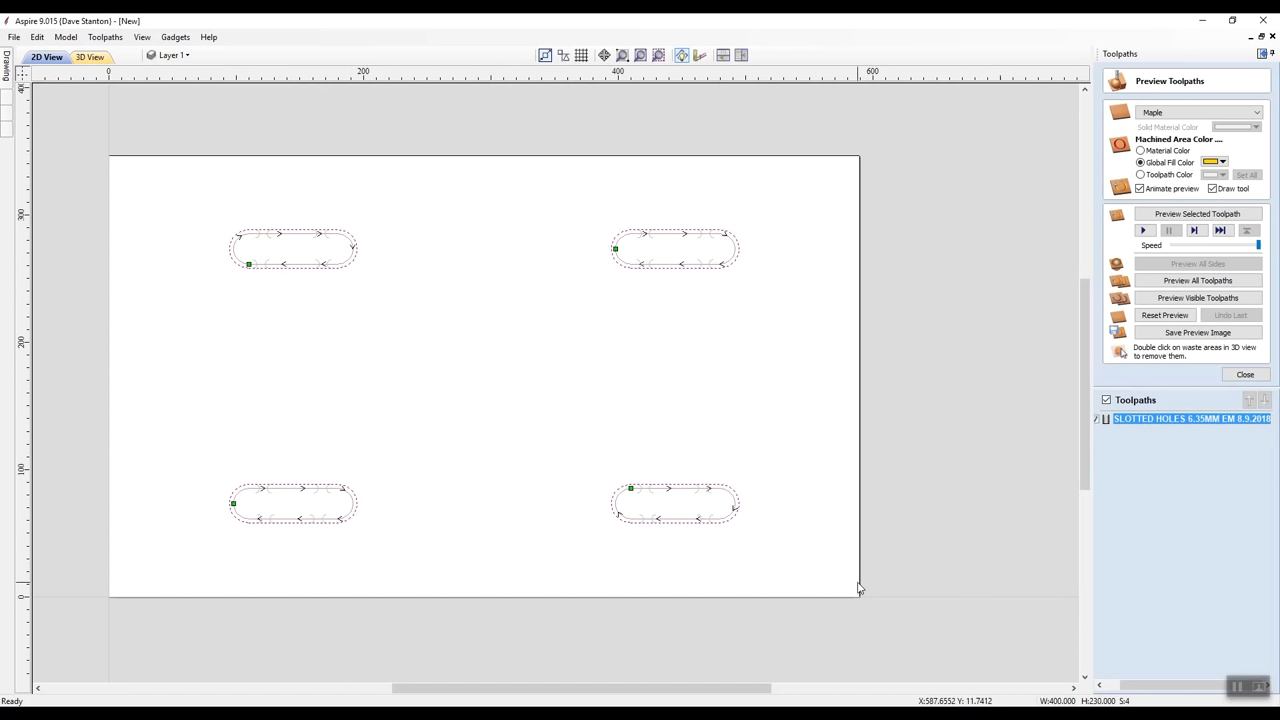 Aspire 9.015 (Dave Stanton) - [New]
File Edit Model Toolpaths View Gadgets Help
2D View 3D View Layer 1
Drawing
0 200 400 600
300
200
100
0
Toolpaths
Preview Toolpaths
Maple
Solid Material Color
Machined Area Color ....
Material Color
Global Fill Color
Toolpath Color Set All
Animate preview Draw tool
Preview Selected Toolpath
Speed
Preview All Sides
Preview All Toolpaths
Preview Visible Toolpaths
Reset Preview Undo Last
Save Preview Image
Double click on waste areas in 3D view
to remove them.
Close
Toolpaths
SLOTTED HOLES 6.35MM EM 8.9.2018
Ready
X:587.6552 Y: 11.7412 W:400.000 H:230.000 S:4